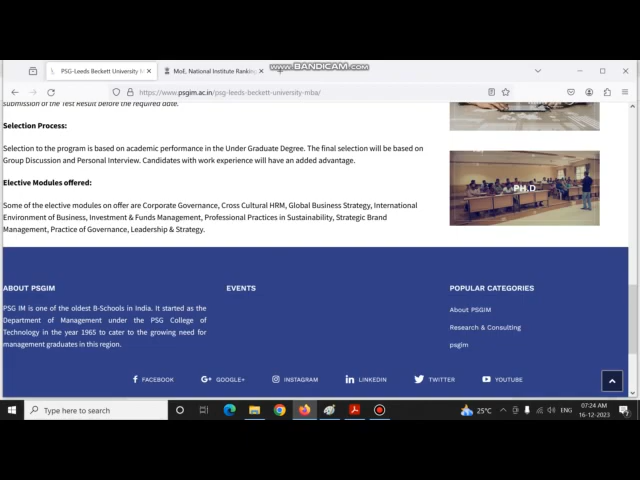 www.BANDICAM.com
PSG-Leeds Beckett University M
MoE, National Institute Ranking
https://www.psgim.ac.in/psg-leeds-beckett-university-mba/
submission of the Test Result before the required date.
Selection Process:
Selection to the program is based on academic performance in the Under Graduate Degree. The final selection will be based on
Group Discussion and Personal Interview. Candidates with work experience will have an added advantage.
Elective Modules offered:
Some of the elective modules on offer are Corporate Governance, Cross Cultural HRM, Global Business Strategy, International
Environment of Business, Investment & Funds Management, Professional Practices in Sustainability, Strategic Brand
Management, Practice of Governance, Leadership & Strategy.
PH.D
ABOUT PSGIM
PSG IM is one of the oldest B-Schools in India. It started as the
Department of Management under the PSG College of
Technology in the year 1965 to cater to the growing need for
management graduates in this region.
EVENTS
POPULAR CATEGORIES
About PSGIM
Research & Consulting
psgim
FACEBOOK
GOOGLE+
INSTAGRAM
LINKEDIN
TWITTER
YOUTUBE
Type here to search
25°C
ENG
07:24 AM
16-12-2023